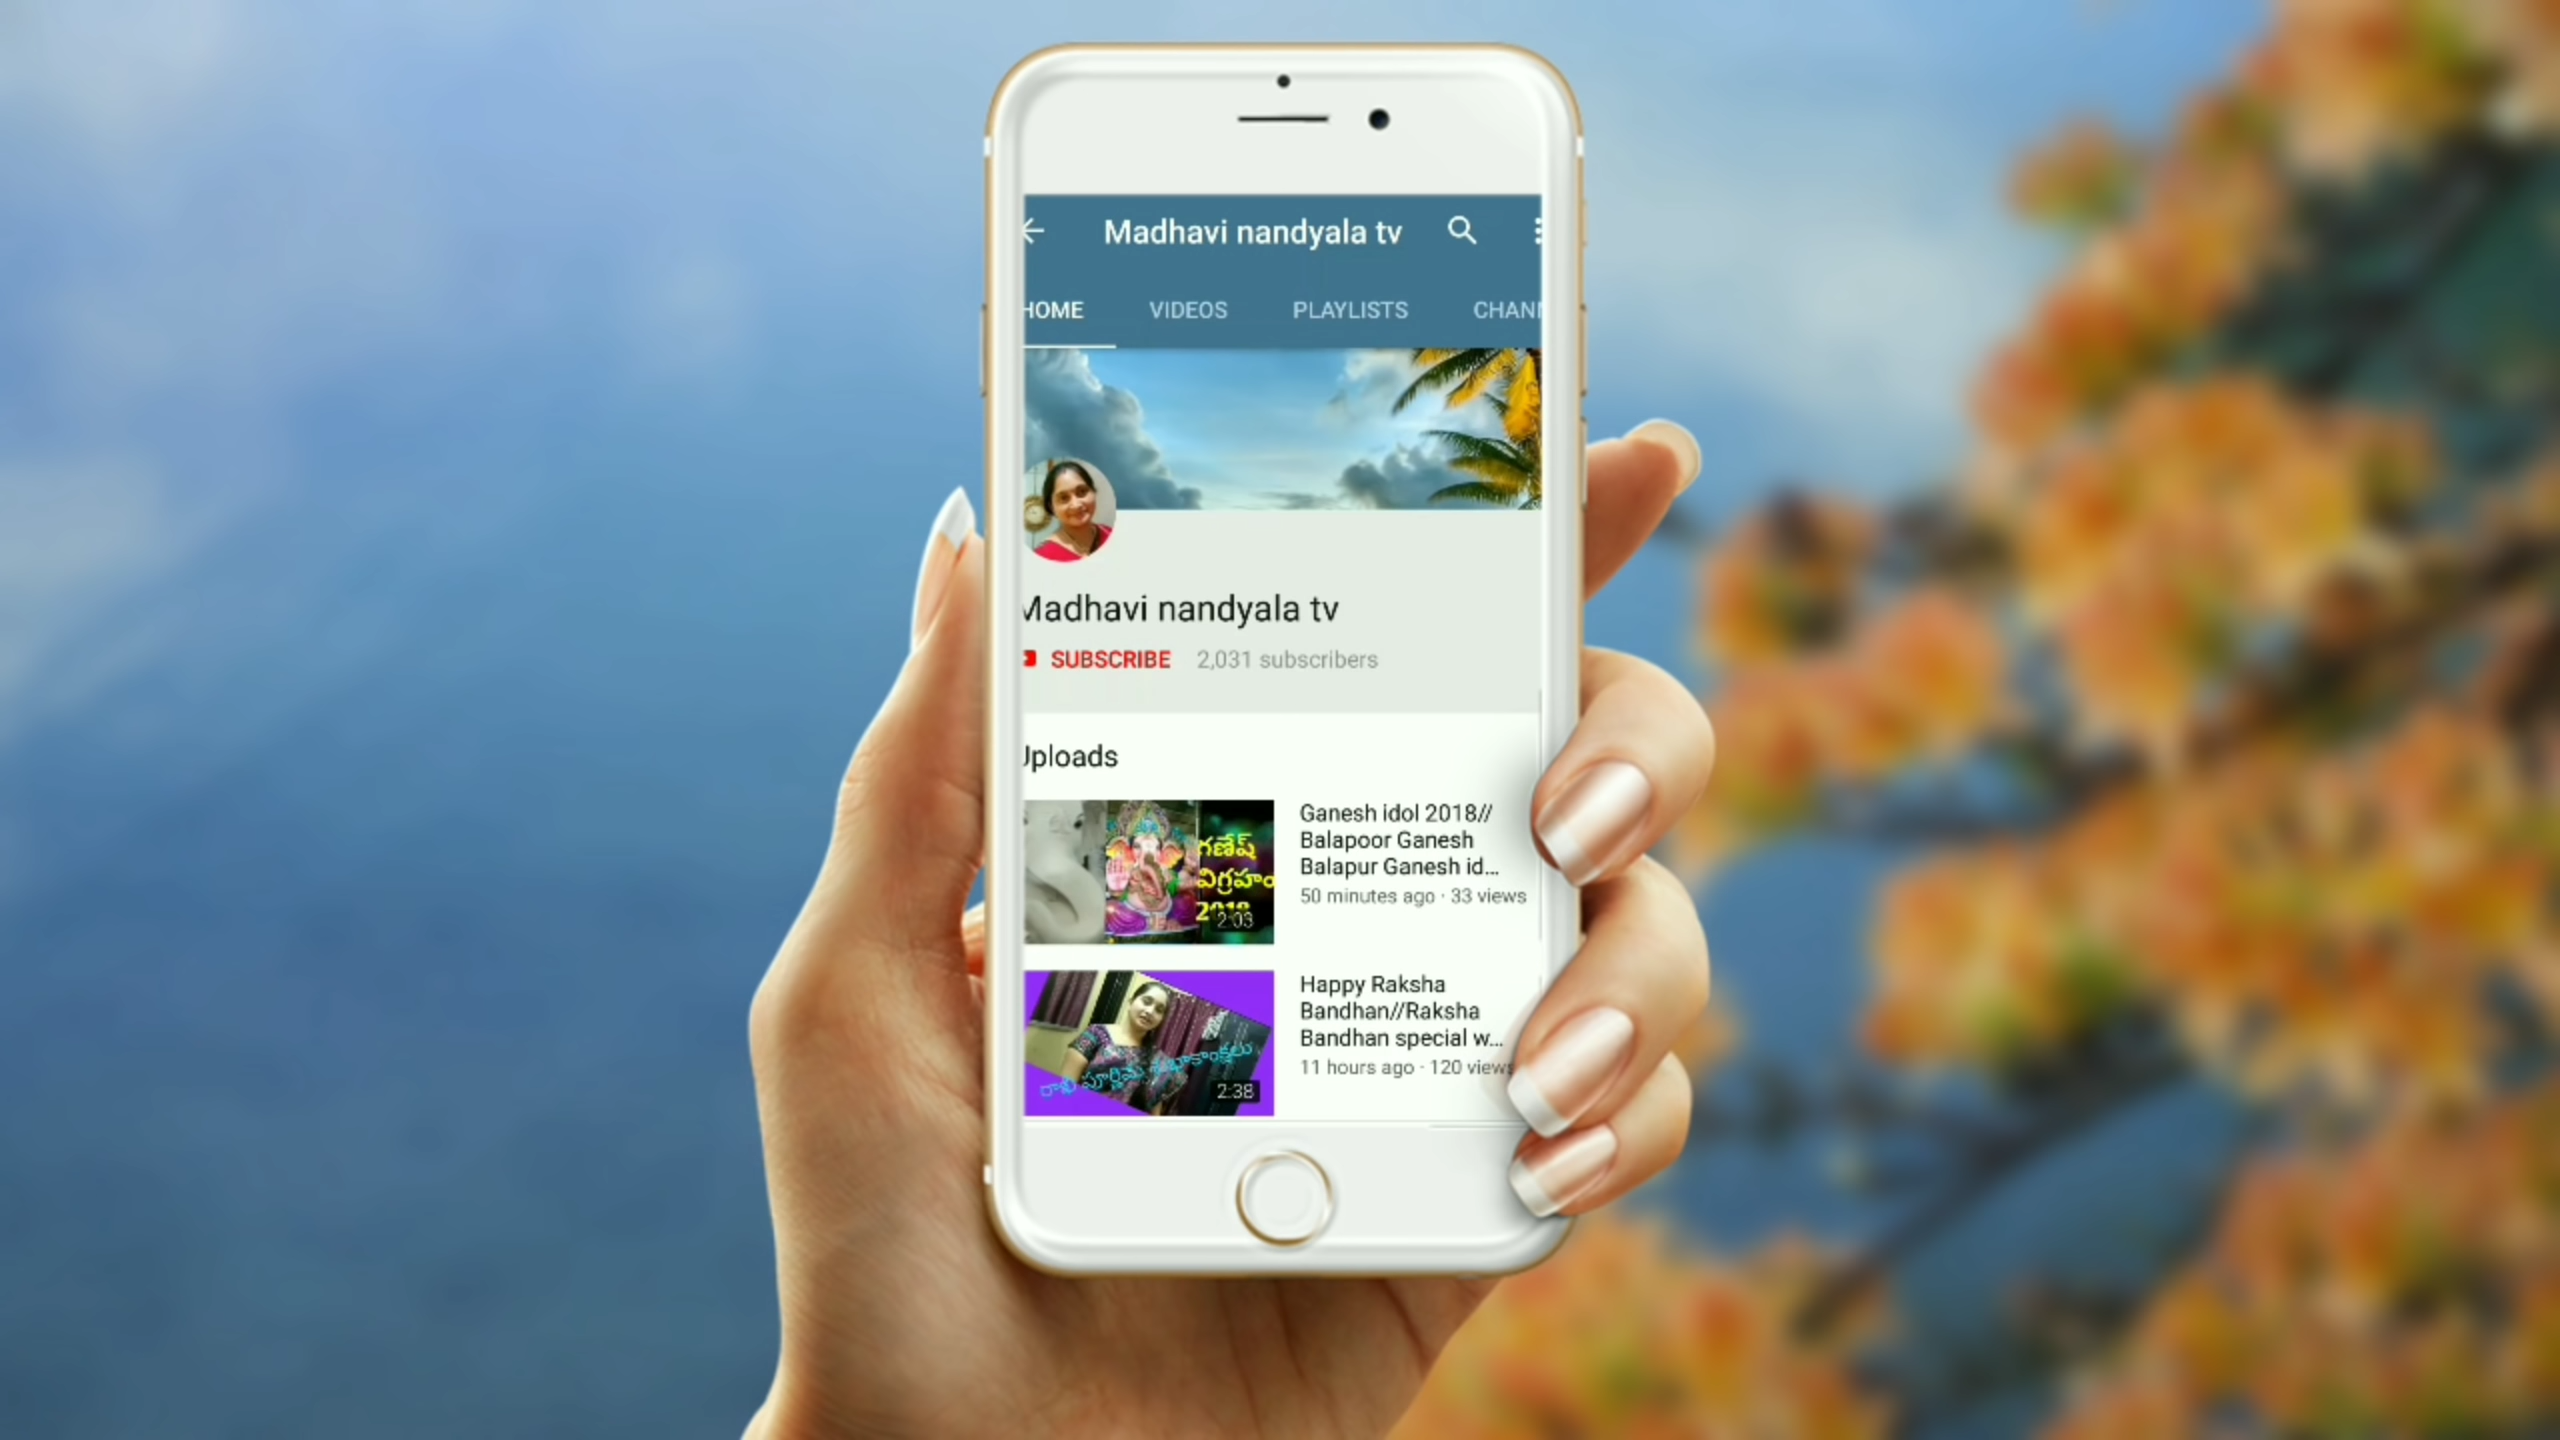 Madhavi nandyala tv
HOME VIDEOS PLAYLISTS CHAN
Madhavi nandyala tv
SUBSCRIBE 2,031 subscribers
Uploads
గణేష్
విగ్రహం
2018
2:03
Ganesh idol 2018//
Balapoor Ganesh
Balapur Ganesh id...
50 minutes ago · 33 views
రాఖీ పూర్ణిమ శుభాకాంక్షలు
2:38
Happy Raksha
Bandhan//Raksha
Bandhan special w...
11 hours ago · 120 views